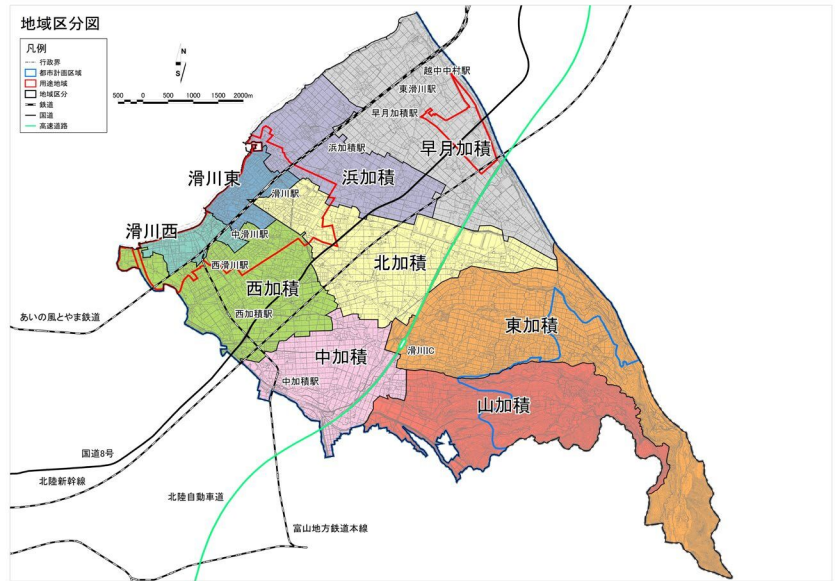 地域区分図
凡例
行政界
都市計画区域
用途地域
地域区分
鉄道
国道
高速道路
N
S
500 0 500 1000 1500 2000m
越中中村駅
東滑川駅
早月加積駅
早月加積
浜加積駅
浜加積
滑川東
滑川駅
滑川西
中滑川駅
西滑川駅
北加積
西加積
西加積駅
東加積
あいの風とやま鉄道
中加積
滑川IC
中加積駅
山加積
国道8号
北陸新幹線
北陸自動車道
富山地方鉄道本線